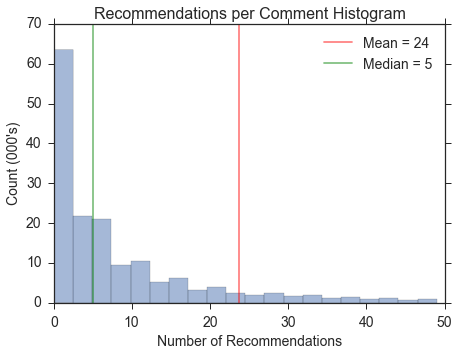 Recommendations per Comment Histogram
70
60
50
40
30
20
10
0
Count (000's)
Mean = 24
Median = 5
0 10 20 30 40 50
Number of Recommendations